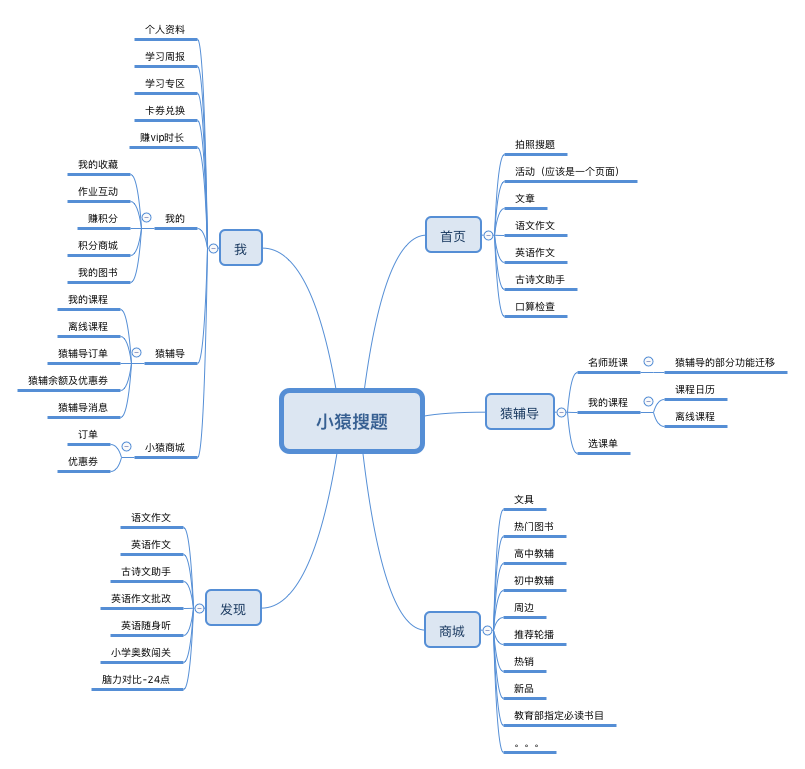 小猿搜题
首页
拍照搜题
活动（应该是一个页面）
文章
语文作文
英语作文
古诗文助手
口算检查
猿辅导
名师班课
猿辅导的部分功能迁移
我的课程
课程日历
离线课程
选课单
商城
文具
热门图书
高中教辅
初中教辅
周边
推荐轮播
热销
新品
教育部指定必读书目
。。。
我
个人资料
学习周报
学习专区
卡券兑换
赚vip时长
我的
我的收藏
作业互动
赚积分
积分商城
我的图书
猿辅导
我的课程
离线课程
猿辅导订单
猿辅余额及优惠券
猿辅导消息
小猿商城
订单
优惠券
发现
语文作文
英语作文
古诗文助手
英语作文批改
英语随身听
小学奥数闯关
脑力对比-24点